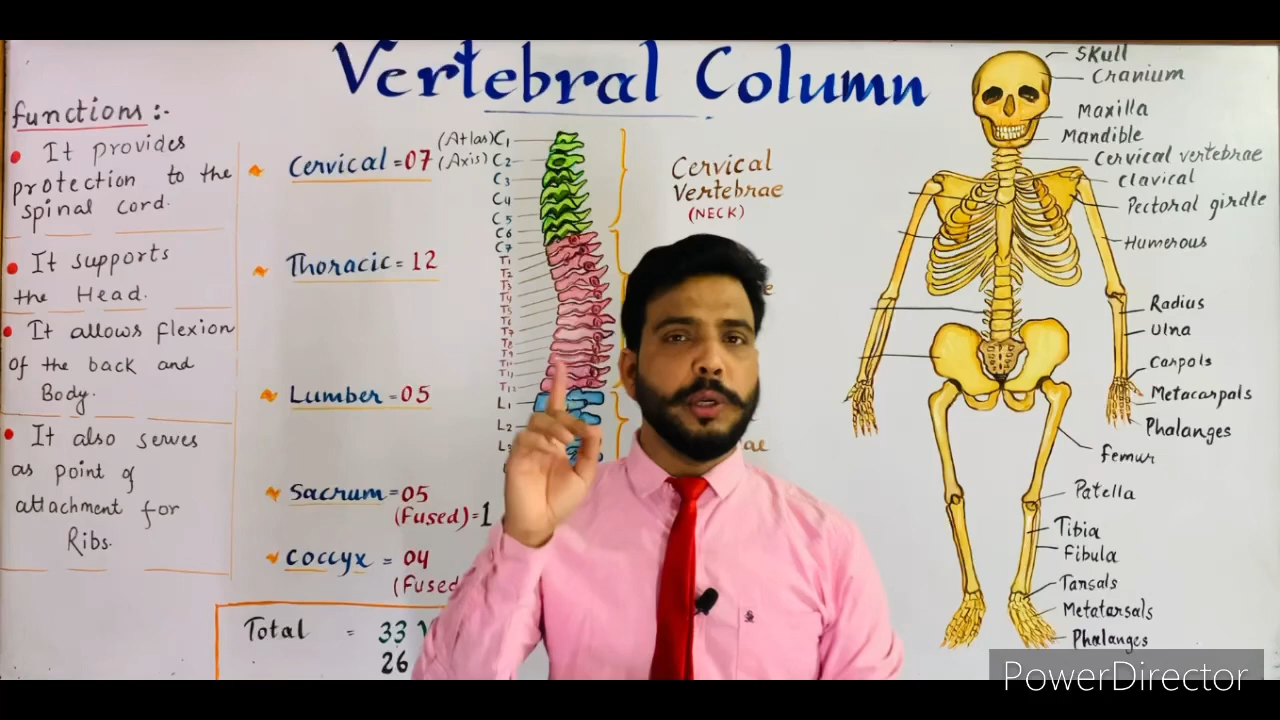 Vertebral Column
functions:-
It provides
protection to the
spinal cord.
It supports
the Head.
It allows flexion
of the back and
Body.
It also serves
as point of
attachment for
Ribs.
Cervical = 07
Thoracic = 12
Lumber = 05
Sacrum = 05
(Fused) = 1
Coccyx = 04
(Fused
Total = 33
26
(Atlas) C1
(Axis) C2
C3
C4
C5
C6
C7
T1
T2
T3
T4
T5
T6
T7
T8
T9
T10
T11
T12
L1
L2
Cervical
Vertebrae
(NECK)
Skull
Cranium
Maxilla
Mandible
Cervical vertebrae
Clavical
Pectoral girdle
Humerous
Radius
Ulna
Carpols
Metacarpols
Phalanges
femur
Patella
Tibia
Fibula
Tansals
Metatarsals
Phalanges
PowerDirector